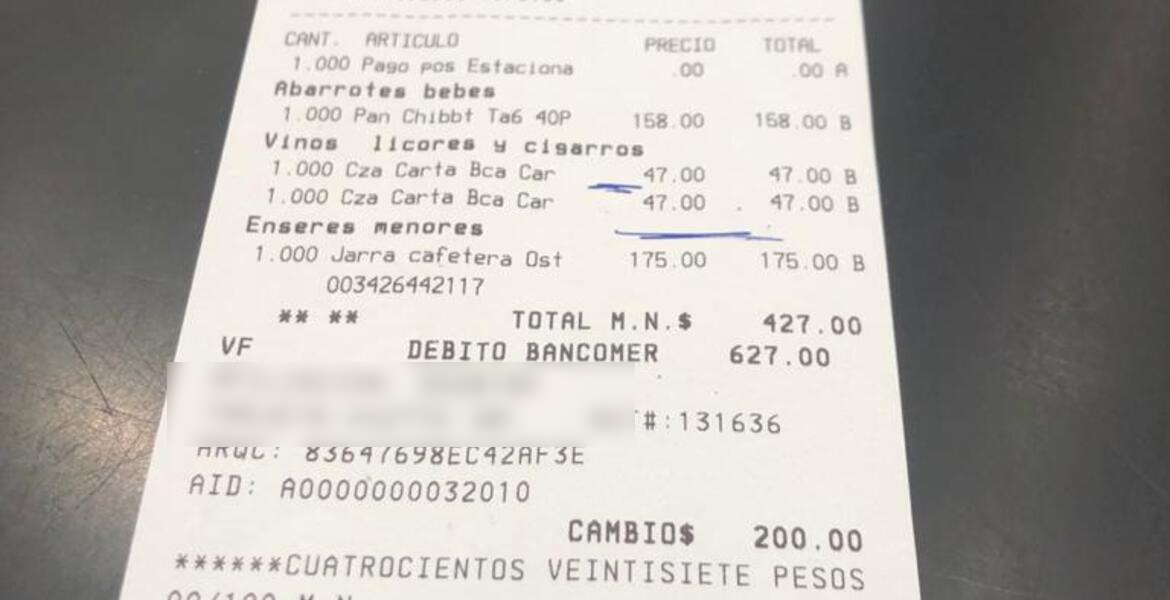 CANT. ARTICULO PRECIO TOTAL
1.000 Pago pos Estaciona .00 .00 A
Abarrotes bebes
1.000 Pan Chibbt Ta6 40P 158.00 158.00 B
Vinos licores y cigarros
1.000 Cza Carta Bca Car 47.00 47.00 B
1.000 Cza Carta Bca Car 47.00 . 47.00 B
Enseres menores
1.000 Jarra cafetera Ost 175.00 175.00 B
003426442117
** ** TOTAL M.N.$ 427.00
VF DEBITO BANCOMER 627.00
#:131636
ARQC: 83647698EC42AF3E
AID: A0000000032010
CAMBIO$ 200.00
******CUATROCIENTOS VEINTISIETE PESOS